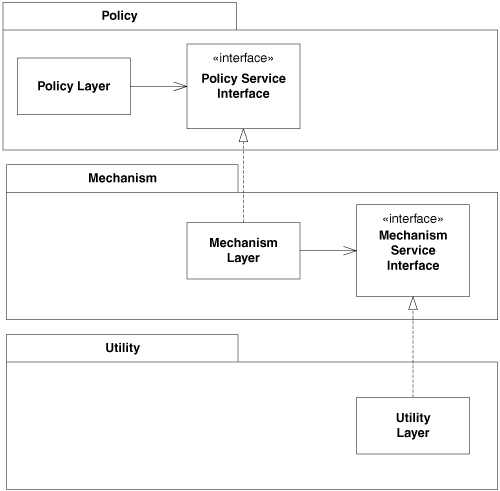 Policy
Policy Layer
«interface»
Policy Service
Interface
Mechanism
Mechanism
Layer
«interface»
Mechanism
Service
Interface
Utility
Utility
Layer